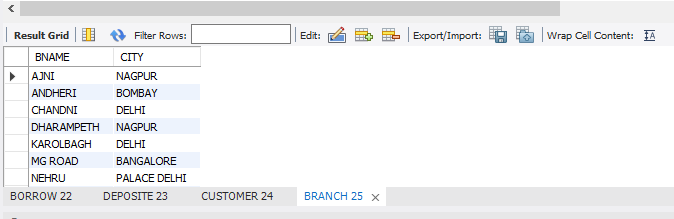 Result Grid Filter Rows: Edit: Export/Import: Wrap Cell Content: IA
BNAME CITY
AJNI NAGPUR
ANDHERI BOMBAY
CHANDNI DELHI
DHARAMPETH NAGPUR
KAROLBAGH DELHI
MG ROAD BANGALORE
NEHRU PALACE DELHI
BORROW 22 DEPOSITE 23 CUSTOMER 24 BRANCH 25